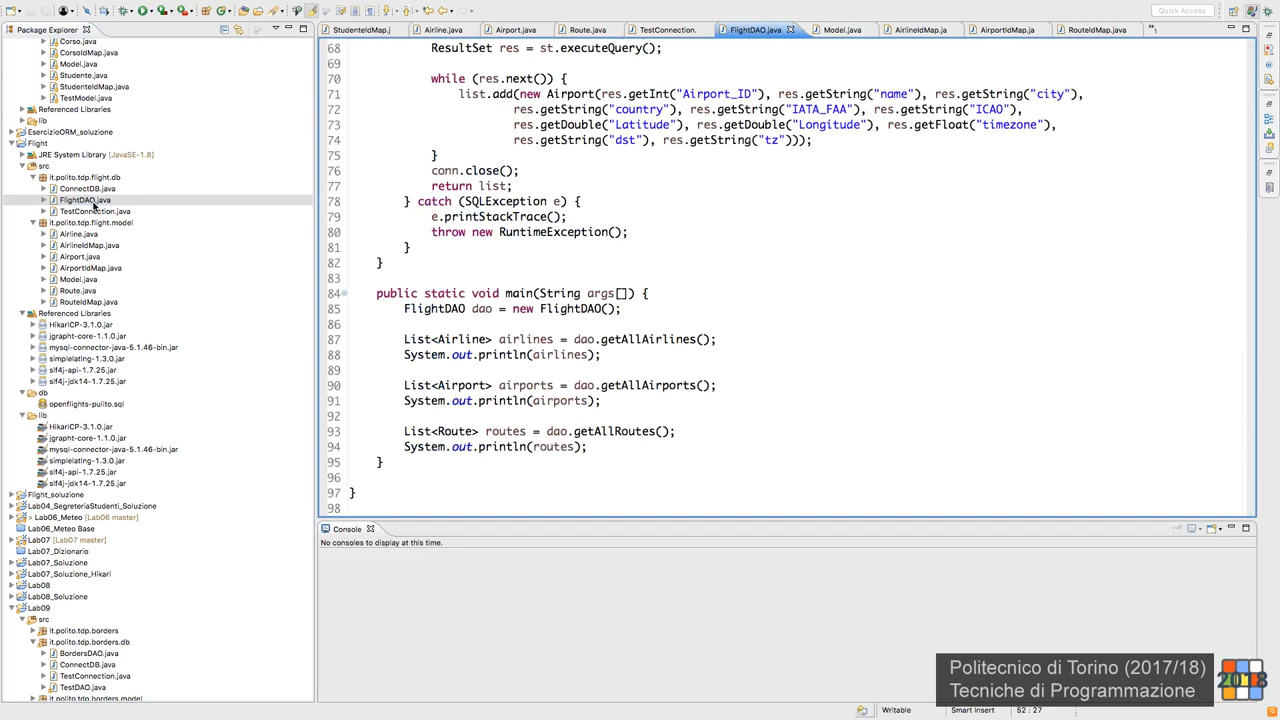 Quick Access
Package Explorer
StudenteIdMap.j
Airline.java
Airport.java
Route.java
TestConnection.
FlightDAO.java
Model.java
AirlineIdMap.ja
AirportIdMap.ja
RouteIdMap.java
Corso.java
CorsoIdMap.java
Model.java
Studente.java
StudenteIdMap.java
TestModel.java
Referenced Libraries
lib
EsercizioORM_soluzione
Flight
JRE System Library [JavaSE-1.8]
src
it.polito.tdp.flight.db
ConnectDB.java
FlightDAO.java
TestConnection.java
it.polito.tdp.flight.model
Airline.java
AirlineIdMap.java
Airport.java
AirportIdMap.java
Model.java
Route.java
RouteIdMap.java
Referenced Libraries
HikariCP-3.1.0.jar
jgrapht-core-1.1.0.jar
mysql-connector-java-5.1.46-bin.jar
simplelatlng-1.3.0.jar
slf4j-api-1.7.25.jar
slf4j-jdk14-1.7.25.jar
db
openflights-pulito.sql
lib
HikariCP-3.1.0.jar
jgrapht-core-1.1.0.jar
mysql-connector-java-5.1.46-bin.jar
simplelatlng-1.3.0.jar
slf4j-api-1.7.25.jar
slf4j-jdk14-1.7.25.jar
Flight_soluzione
Lab04_SegreteriaStudenti_Soluzione
> Lab06_Meteo [Lab06 master]
Lab06_Meteo Base
Lab07 [Lab07 master]
Lab07_Dizionario
Lab07_Soluzione
Lab07_Soluzione_Hikari
Lab08
Lab08_Soluzione
Lab09
src
it.polito.tdp.borders
it.polito.tdp.borders.db
BordersDAO.java
ConnectDB.java
TestConnection.java
TestDAO.java
it.polito.tdp.borders.model
68 ResultSet res = st.executeQuery();
69
70 while (res.next()) {
71 list.add(new Airport(res.getInt("Airport_ID"), res.getString("name"), res.getString("city"),
72 res.getString("country"), res.getString("IATA_FAA"), res.getString("ICAO"),
73 res.getDouble("Latitude"), res.getDouble("Longitude"), res.getFloat("timezone"),
74 res.getString("dst"), res.getString("tz")));
75 }
76 conn.close();
77 return list;
78 } catch (SQLException e) {
79 e.printStackTrace();
80 throw new RuntimeException();
81 }
82 }
83
84 public static void main(String args[]) {
85 FlightDAO dao = new FlightDAO();
86
87 List<Airline> airlines = dao.getAllAirlines();
88 System.out.println(airlines);
89
90 List<Airport> airports = dao.getAllAirports();
91 System.out.println(airports);
92
93 List<Route> routes = dao.getAllRoutes();
94 System.out.println(routes);
95 }
96
97 }
98
Console
No consoles to display at this time.
Politecnico di Torino (2017/18)
Tecniche di Programmazione
2018
Writable
Smart Insert
52 : 27